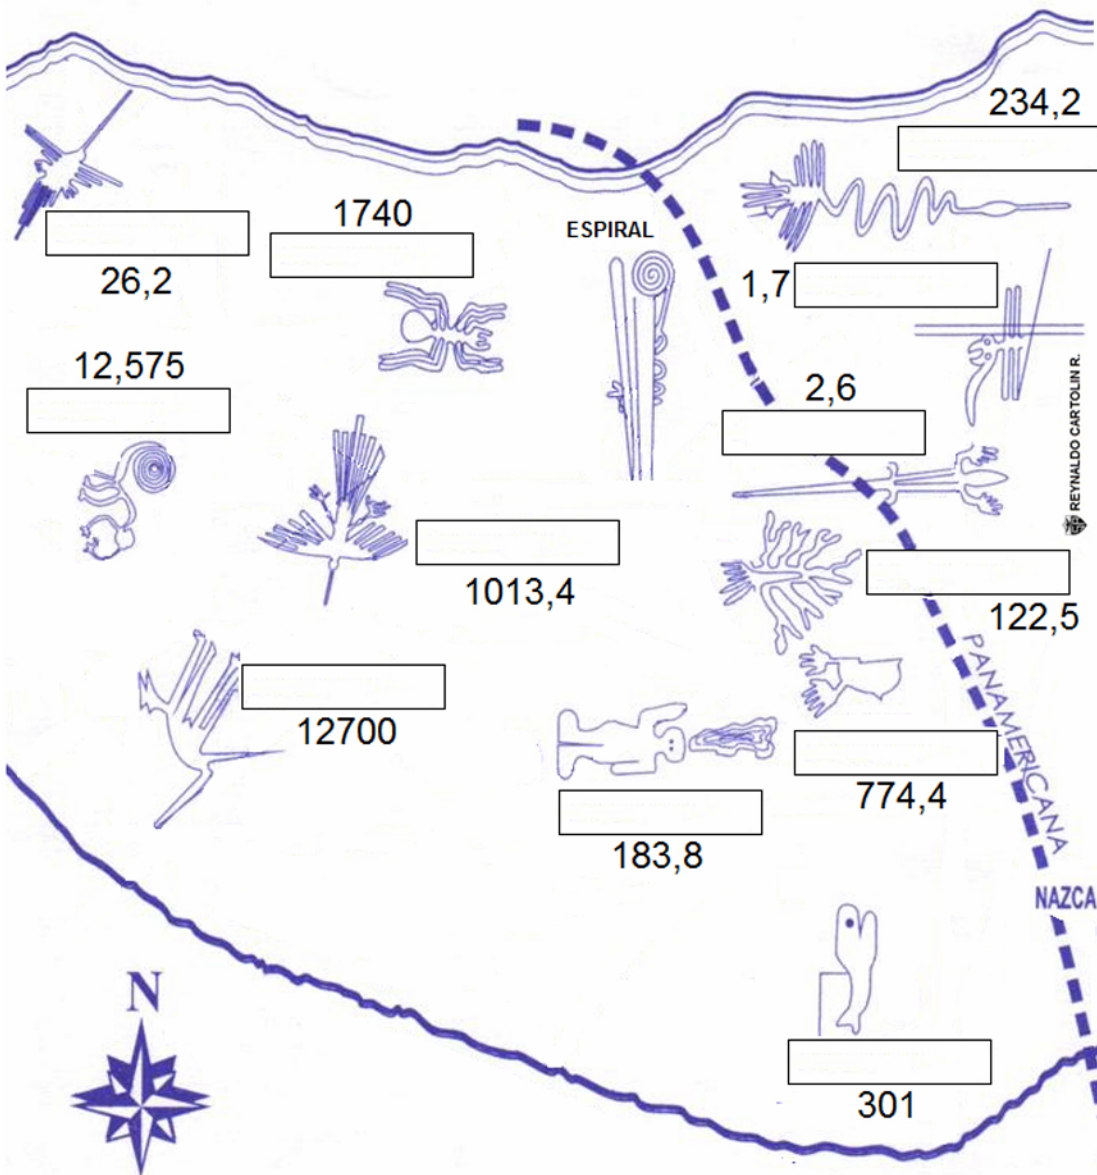 234,2
1740
ESPIRAL
26,2
1,7
12,575
2,6
REYNALDO CARTOLIN R.
1013,4
122,5
PANAMERICANA
12700
774,4
183,8
NAZCA
N
301